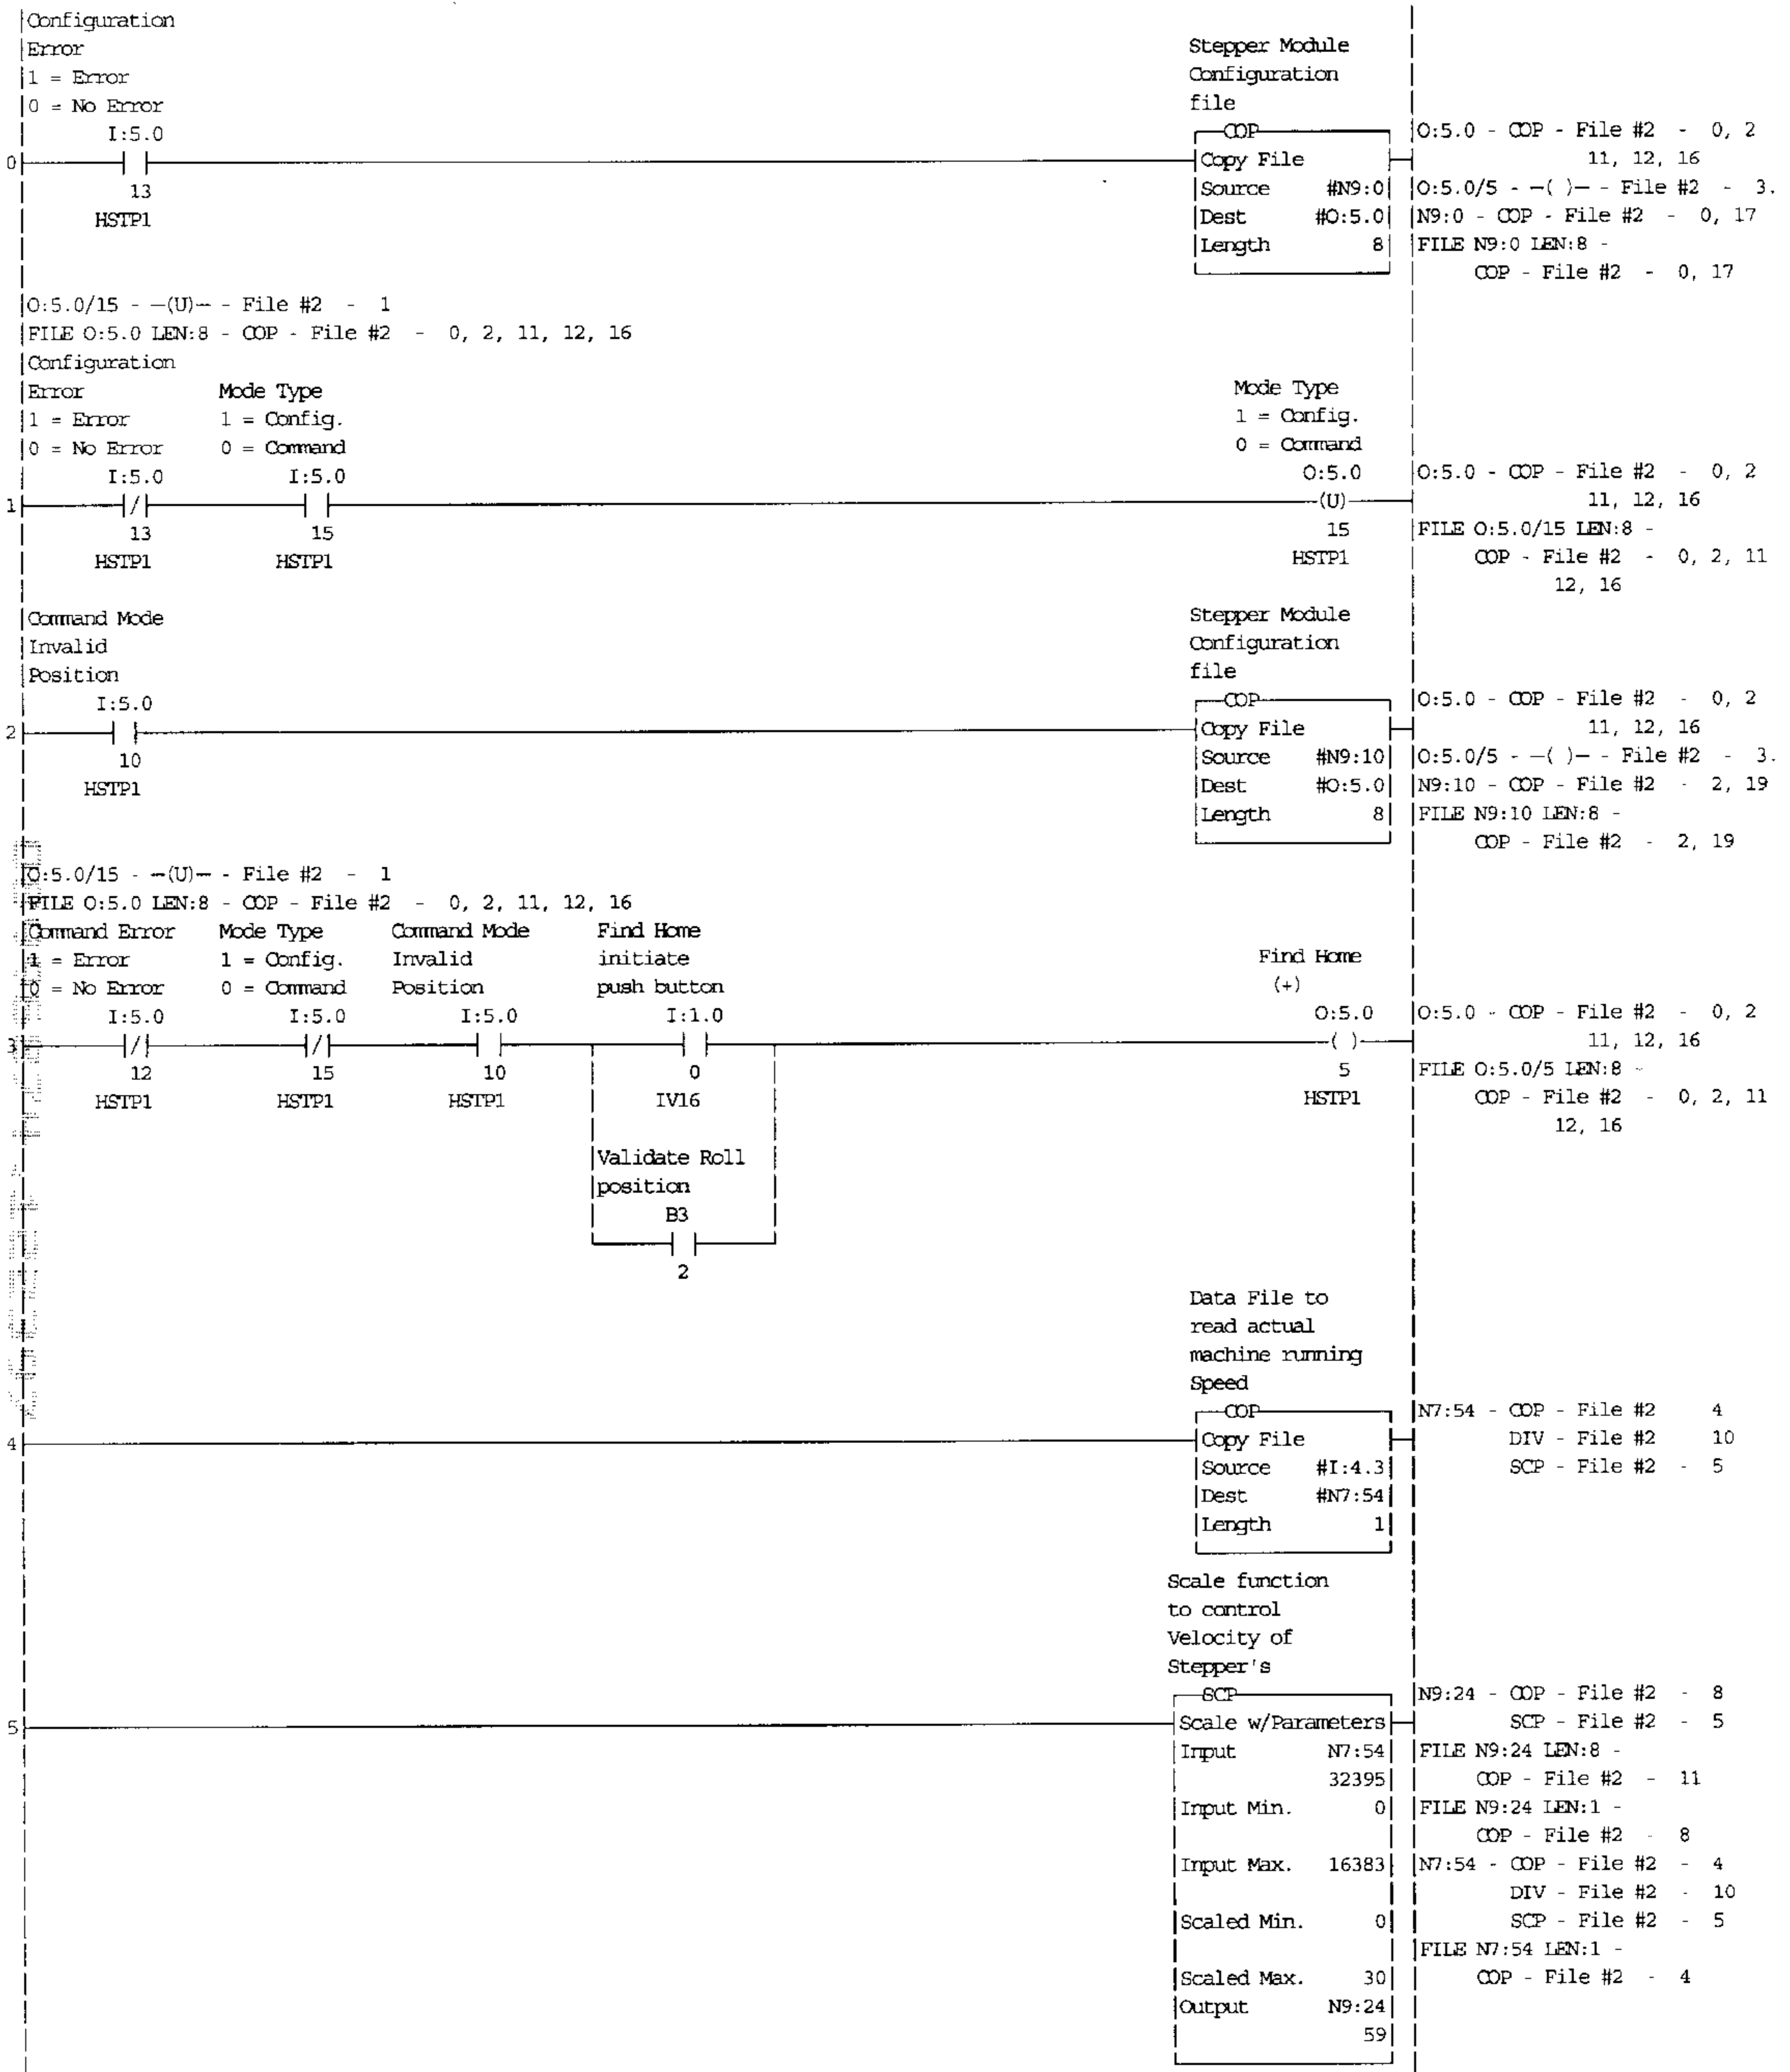 Configuration
Error
1 = Error
0 = No Error
I:5.0
0
13
HSTP1
Stepper Module
Configuration
file
COP
Copy File
Source #N9:0
Dest #O:5.0
Length 8
O:5.0 - COP - File #2 - 0, 2
11, 12, 16
O:5.0/5 - -( )- - File #2 - 3.
N9:0 - COP - File #2 - 0, 17
FILE N9:0 LEN:8 -
COP - File #2 - 0, 17
O:5.0/15 - -(U)- - File #2 - 1
FILE O:5.0 LEN:8 - COP - File #2 - 0, 2, 11, 12, 16
Configuration
Error Mode Type
1 = Error 1 = Config.
0 = No Error 0 = Command
I:5.0 I:5.0
1
13 15
HSTP1 HSTP1
Mode Type
1 = Config.
0 = Command
O:5.0
(U)
15
HSTP1
O:5.0 - COP - File #2 - 0, 2
11, 12, 16
FILE O:5.0/15 LEN:8 -
COP - File #2 - 0, 2, 11
12, 16
Command Mode
Invalid
Position
I:5.0
2
10
HSTP1
Stepper Module
Configuration
file
COP
Copy File
Source #N9:10
Dest #O:5.0
Length 8
O:5.0 - COP - File #2 - 0, 2
11, 12, 16
O:5.0/5 - -( )- - File #2 - 3.
N9:10 - COP - File #2 - 2, 19
FILE N9:10 LEN:8 -
COP - File #2 - 2, 19
O:5.0/15 - -(U)- - File #2 - 1
FILE O:5.0 LEN:8 - COP - File #2 - 0, 2, 11, 12, 16
Command Error Mode Type Command Mode Find Home
1 = Error 1 = Config. Invalid initiate
0 = No Error 0 = Command Position push button
I:5.0 I:5.0 I:5.0 I:1.0
3
12 15 10 0
HSTP1 HSTP1 HSTP1 IV16
Validate Roll
position
B3
2
Find Home
(+)
O:5.0
( )
5
HSTP1
O:5.0 - COP - File #2 - 0, 2
11, 12, 16
FILE O:5.0/5 LEN:8 -
COP - File #2 - 0, 2, 11
12, 16
Data File to
read actual
machine running
Speed
COP
4
Copy File
Source #I:4.3
Dest #N7:54
Length 1
N7:54 - COP - File #2 4
DIV - File #2 10
SCP - File #2 - 5
Scale function
to control
Velocity of
Stepper's
SCP
5
Scale w/Parameters
Input N7:54
32395
Input Min. 0
Input Max. 16383
Scaled Min. 0
Scaled Max. 30
Output N9:24
59
N9:24 - COP - File #2 - 8
SCP - File #2 - 5
FILE N9:24 LEN:8 -
COP - File #2 - 11
FILE N9:24 LEN:1 -
COP - File #2 - 8
N7:54 - COP - File #2 - 4
DIV - File #2 - 10
SCP - File #2 - 5
FILE N7:54 LEN:1 -
COP - File #2 - 4